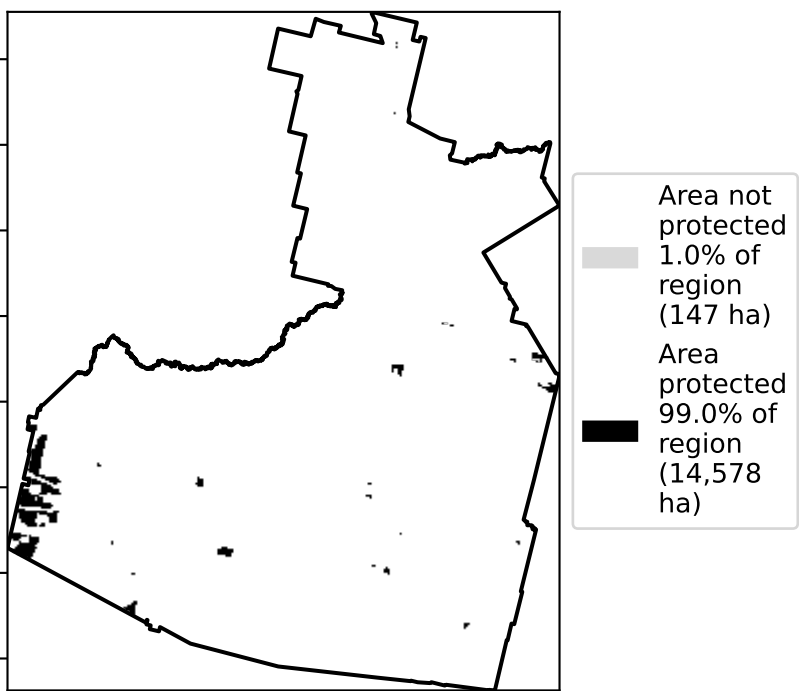 Area not
protected
1.0% of
region
(147 ha)
Area
protected
99.0% of
region
(14,578
ha)